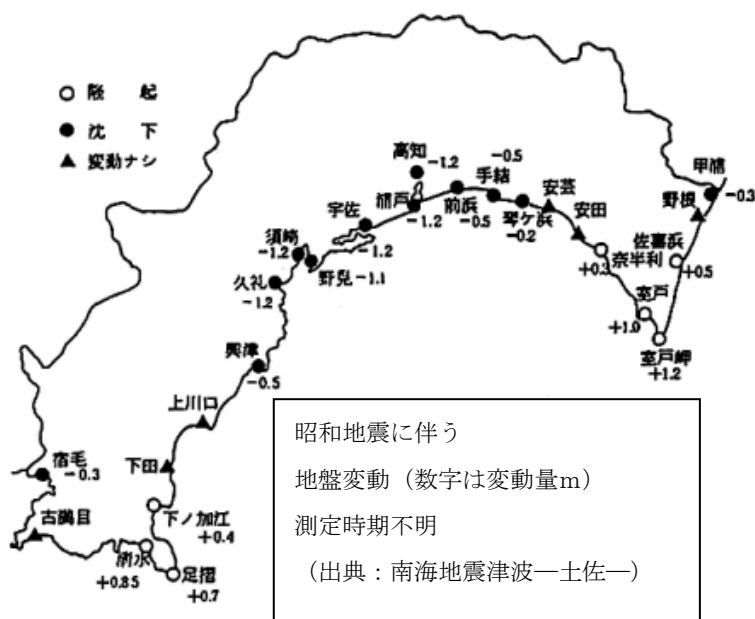 隆起
沈下
変動ナシ
高知
-1.2
-0.5
手結
甲浦
-0.3
野根
浦戸
-1.2
前浜
-0.5
琴ケ浜
-0.2
安芸
安田
宇佐
-1.2
須崎
-1.2
野見 -1.1
久礼
-1.2
佐喜浜
+0.5
奈半利
室戸
+1.0
室戸岬
+1.2
興津
-0.5
上川口
下田
宿毛
-0.3
古満目
下ノ加江
+0.4
清水
+0.85
足摺
+0.7
昭和地震に伴う
地盤変動（数字は変動量m）
測定時期不明
（出典：南海地震津波―土佐―）